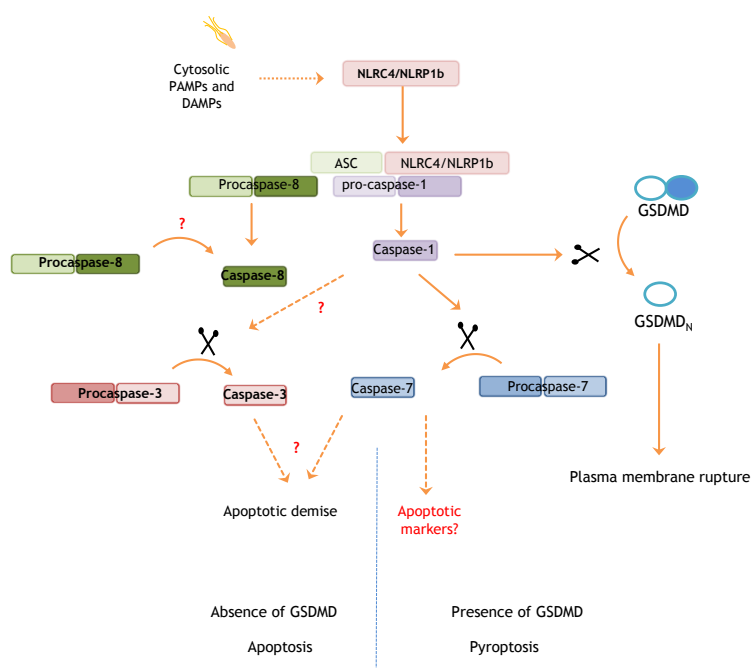 Cytosolic
PAMPs and
DAMPs
NLRC4/NLRP1b
ASC
NLRC4/NLRP1b
Procaspase-8
pro-caspase-1
GSDMD
?
Procaspase-8
Caspase-8
Caspase-1
?
GSDMDN
Procaspase-3
Caspase-3
Caspase-7
Procaspase-7
?
Plasma membrane rupture
Apoptotic demise
Apoptotic
markers?
Absence of GSDMD
Presence of GSDMD
Apoptosis
Pyroptosis